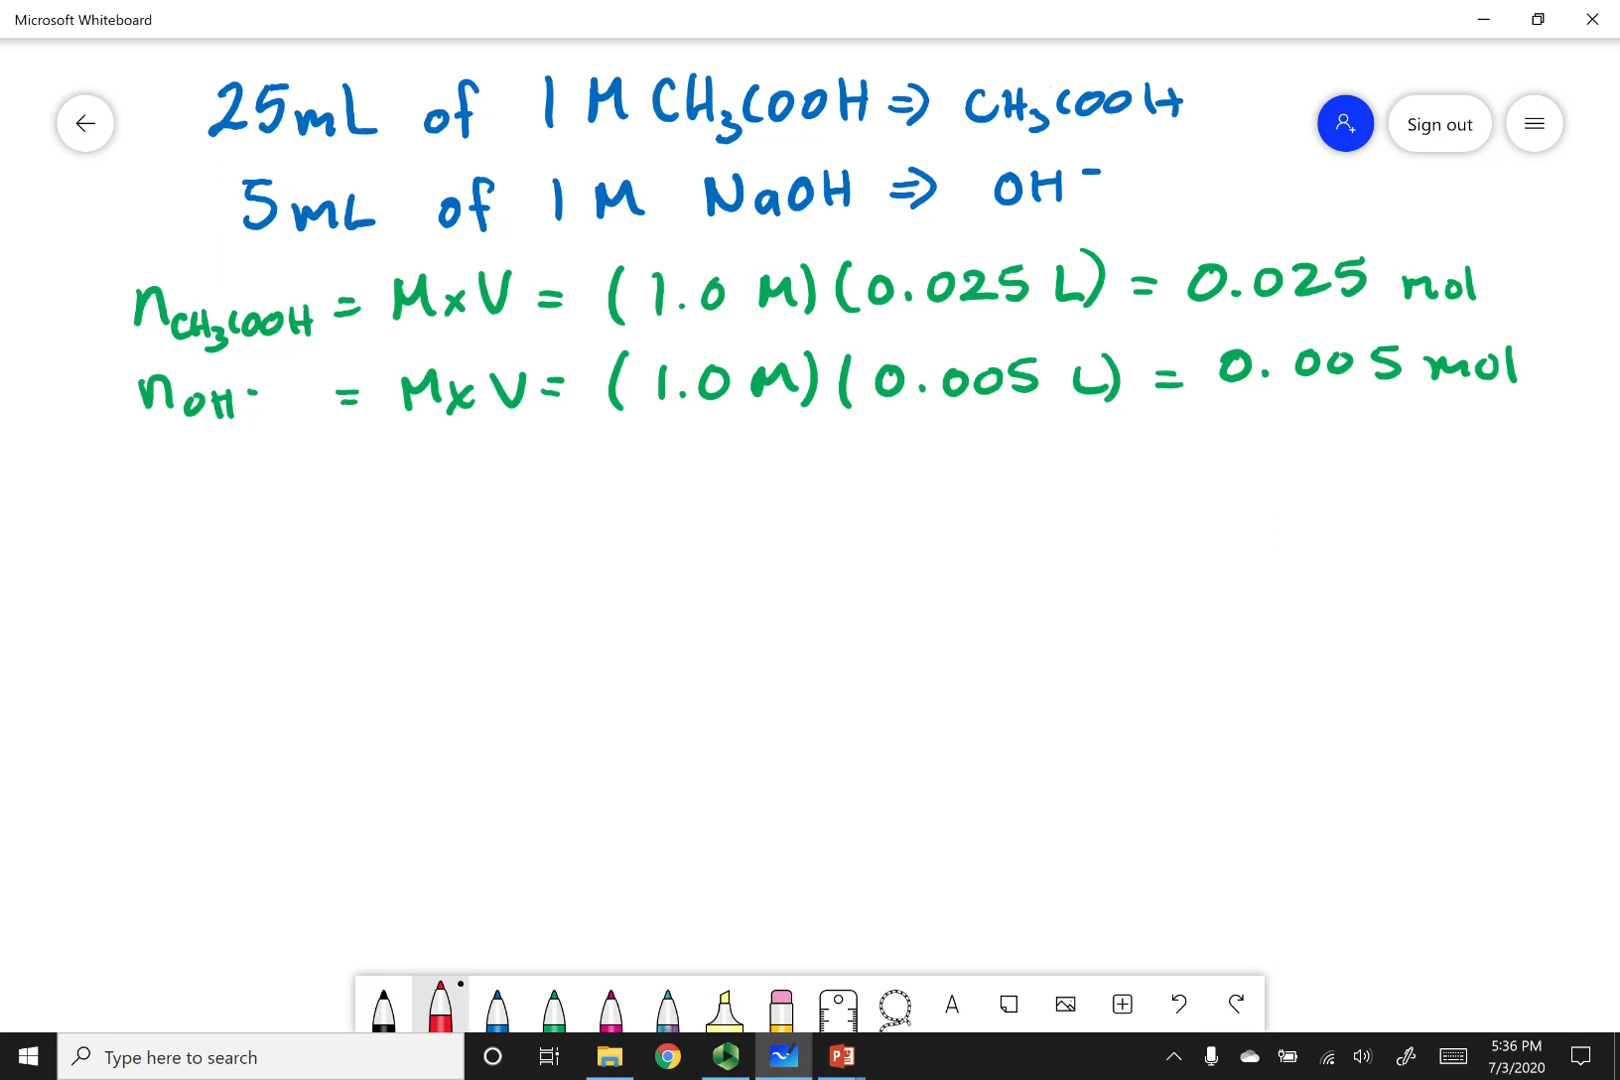 Microsoft Whiteboard
25mL of 1 M CH₃COOH ⇒ CH₃COOH
Sign out
5mL of 1 M NaOH ⇒ OH⁻
n CH₃COOH = M×V = (1.0 M)(0.025 L) = 0.025 mol
n OH⁻ = M×V = (1.0 M)(0.005 L) = 0.005 mol
A
Type here to search
5:36 PM
7/3/2020